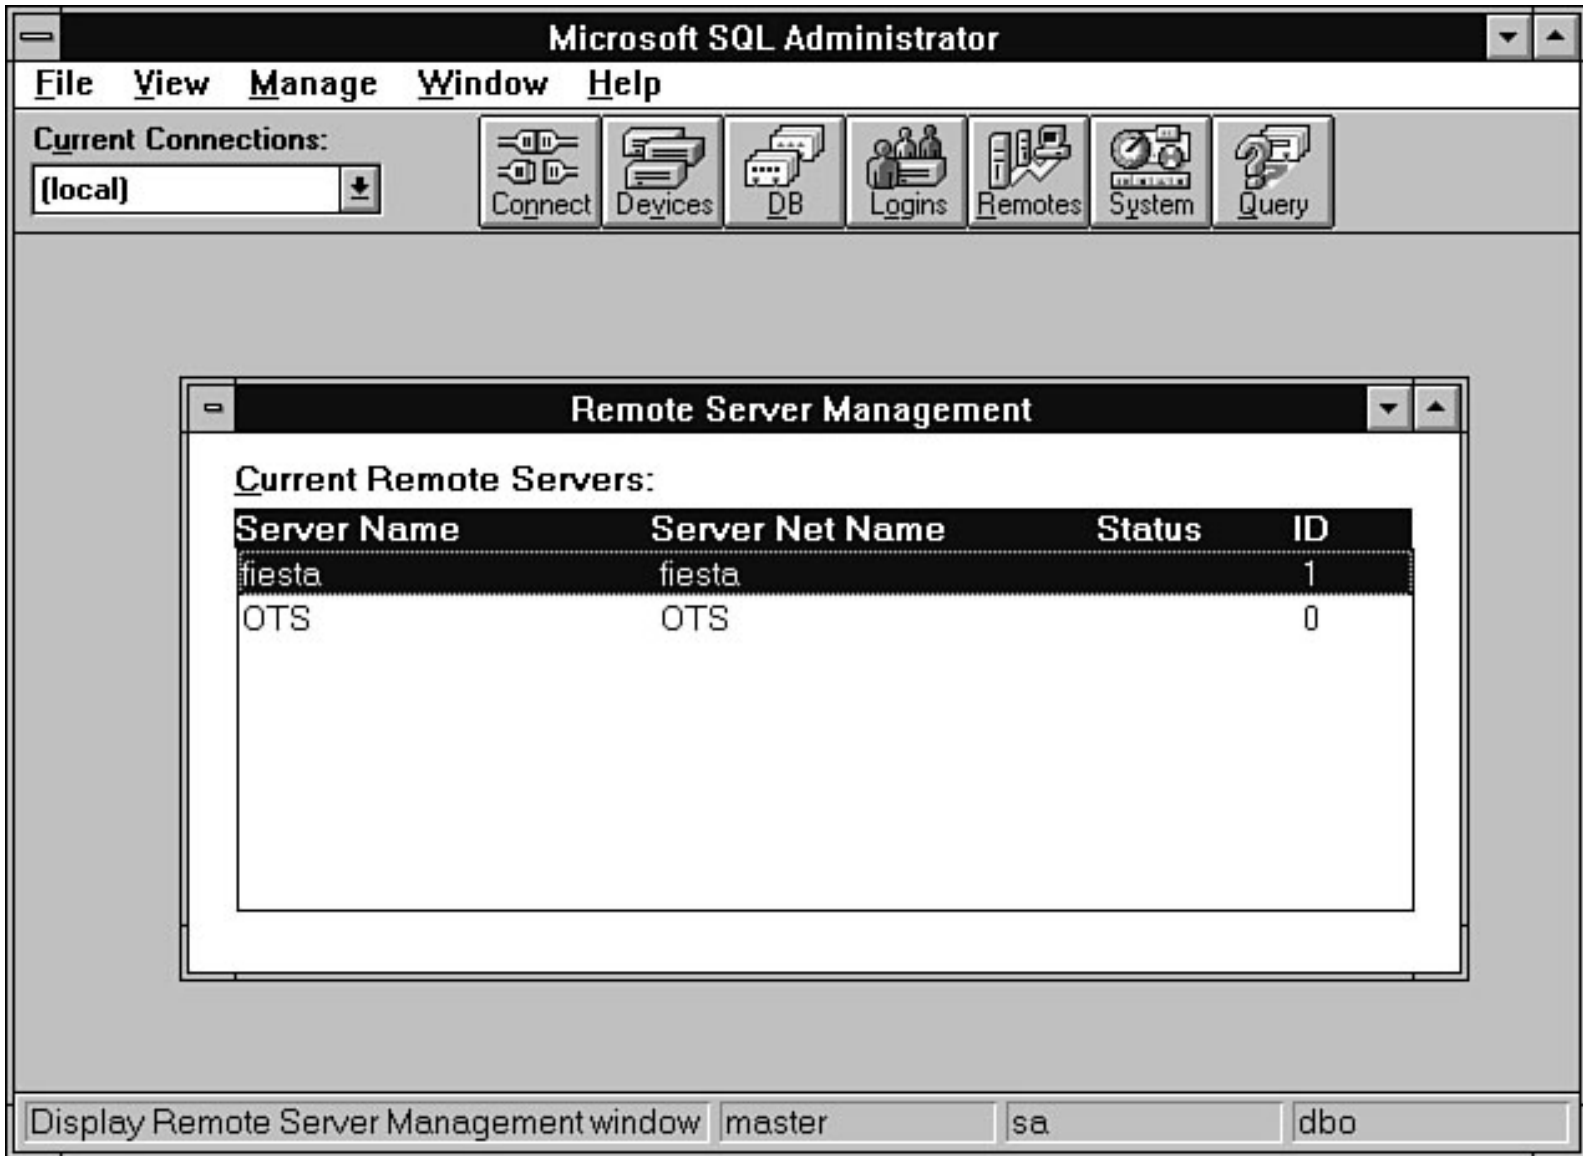 Microsoft SQL Administrator
File View Manage Window Help
Current Connections:
(local)
Connect Devices DB Logins Remotes System Query
Remote Server Management
Current Remote Servers:
Server Name Server Net Name Status ID
fiesta fiesta 1
OTS OTS 0
Display Remote Server Management window master sa dbo